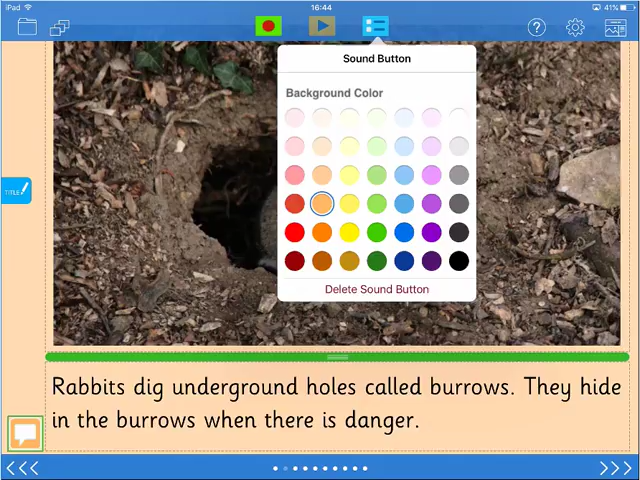 iPad 16:44 41%
Sound Button
Background Color
TITLE
Delete Sound Button
Rabbits dig underground holes called burrows. They hide
in the burrows when there is danger.